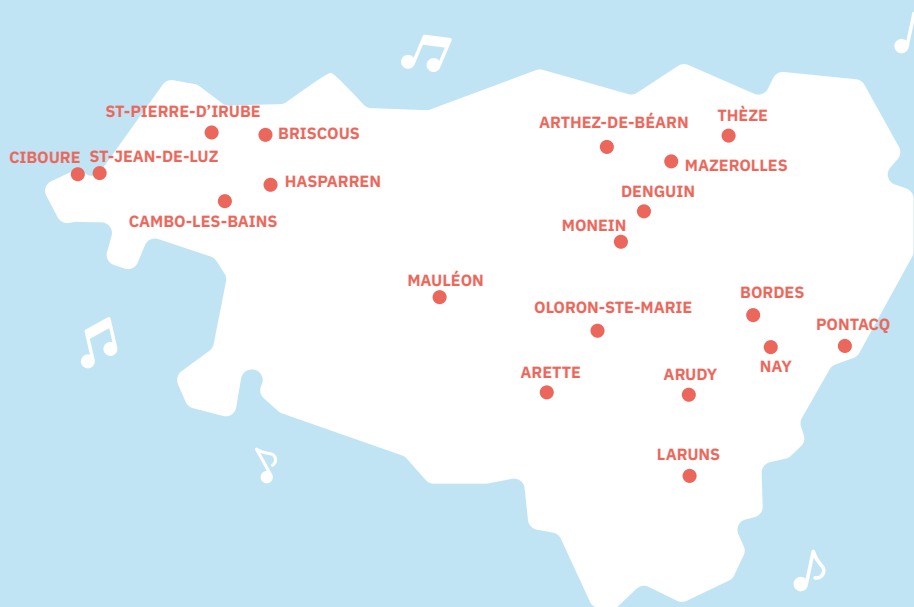 ST-PIERRE-D’IRUBE
BRISCOUS
CIBOURE
ST-JEAN-DE-LUZ
HASPARREN
CAMBO-LES-BAINS
ARTHEZ-DE-BÉARN
THÈZE
MAZEROLLES
DENGUIN
MONEIN
MAULÉON
OLORON-STE-MARIE
BORDES
PONTACQ
NAY
ARETTE
ARUDY
LARUNS